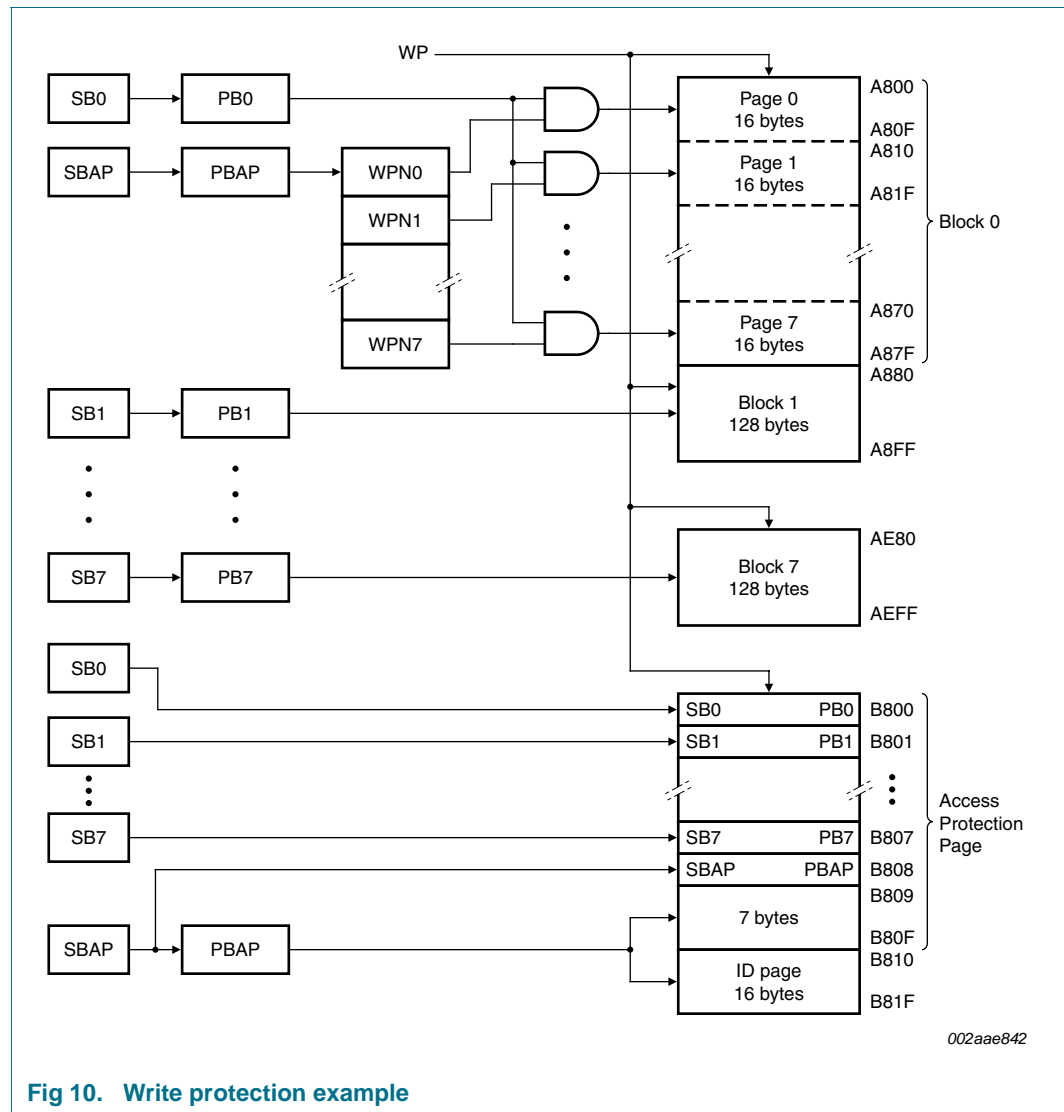 WP
SB0
PB0
SBAP
PBAP
WPN0
WPN1
WPN7
Page 0
16 bytes
A800
A80F
Page 1
16 bytes
A810
A81F
Block 0
Page 7
16 bytes
A870
A87F
SB1
PB1
Block 1
128 bytes
A880
A8FF
SB7
PB7
Block 7
128 bytes
AE80
AEFF
SB0
SB0 PB0 B800
SB1
SB1 PB1 B801
SB7
SB7 PB7 B807
SBAP PBAP B808
Access
Protection
Page
SBAP
PBAP
7 bytes
B809
B80F
ID page
16 bytes
B810
B81F
002aae842
Fig 10. Write protection example